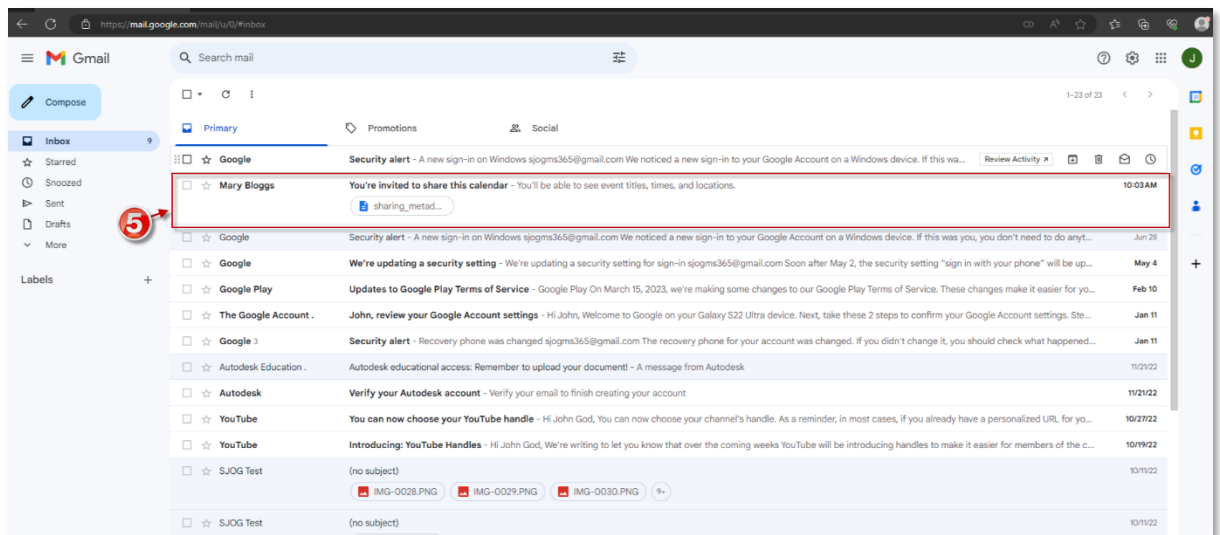 https://mail.google.com/mail/u/0/#inbox
Gmail
Search mail
J
Compose
1-23 of 23
Primary
Promotions
Social
Inbox 9
Starred
Snoozed
Sent
Drafts
More
Labels +
Google Security alert - A new sign-in on Windows sjogms365@gmail.com We noticed a new sign-in to your Google Account on a Windows device. If this wa... Review Activity
Mary Bloggs You're invited to share this calendar - You'll be able to see event titles, times, and locations. 10:03 AM
sharing_metad...
5
Google Security alert - A new sign-in on Windows sjogms365@gmail.com We noticed a new sign-in to your Google Account on a Windows device. If this was you, you don't need to do anyt... Jun 28
Google We're updating a security setting - We're updating a security setting for sign-in sjogms365@gmail.com Soon after May 2, the security setting "sign in with your phone" will be up... May 4
Google Play Updates to Google Play Terms of Service - Google Play On March 15, 2023, we're making some changes to our Google Play Terms of Service. These changes make it easier for yo... Feb 10
The Google Account . John, review your Google Account settings - Hi John, Welcome to Google on your Galaxy S22 Ultra device. Next, take these 2 steps to confirm your Google Account settings. Ste... Jan 11
Google 3 Security alert - Recovery phone was changed sjogms365@gmail.com The recovery phone for your account was changed. If you didn't change it, you should check what happened... Jan 11
Autodesk Education . Autodesk educational access: Remember to upload your document! - A message from Autodesk 11/21/22
Autodesk Verify your Autodesk account - Verify your email to finish creating your account 11/21/22
YouTube You can now choose your YouTube handle - Hi John God, You can now choose your channel's handle. As a reminder, in most cases, if you already have a personalized URL for yo... 10/27/22
YouTube Introducing: YouTube Handles - Hi John God, We're writing to let you know that over the coming weeks YouTube will be introducing handles to make it easier for members of the c... 10/19/22
SJOG Test (no subject) 10/11/22
IMG-0028.PNG IMG-0029.PNG IMG-0030.PNG 9+
SJOG Test (no subject) 10/11/22